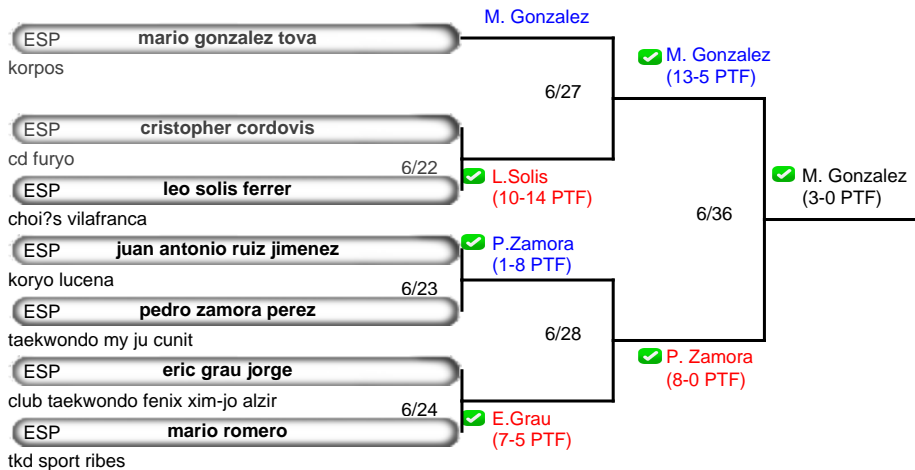 M. Gonzalez
ESP mario gonzalez tova
korpos
M. Gonzalez
(13-5 PTF)
6/27
ESP cristopher cordovis
cd furyo
6/22
ESP leo solis ferrer
L.Solis
(10-14 PTF)
choi?s vilafranca
M. Gonzalez
(3-0 PTF)
6/36
ESP juan antonio ruiz jimenez
P.Zamora
(1-8 PTF)
koryo lucena
6/23
ESP pedro zamora perez
taekwondo my ju cunit
6/28
ESP eric grau jorge
P. Zamora
(8-0 PTF)
club taekwondo fenix xim-jo alzir
6/24
ESP mario romero
E.Grau
(7-5 PTF)
tkd sport ribes